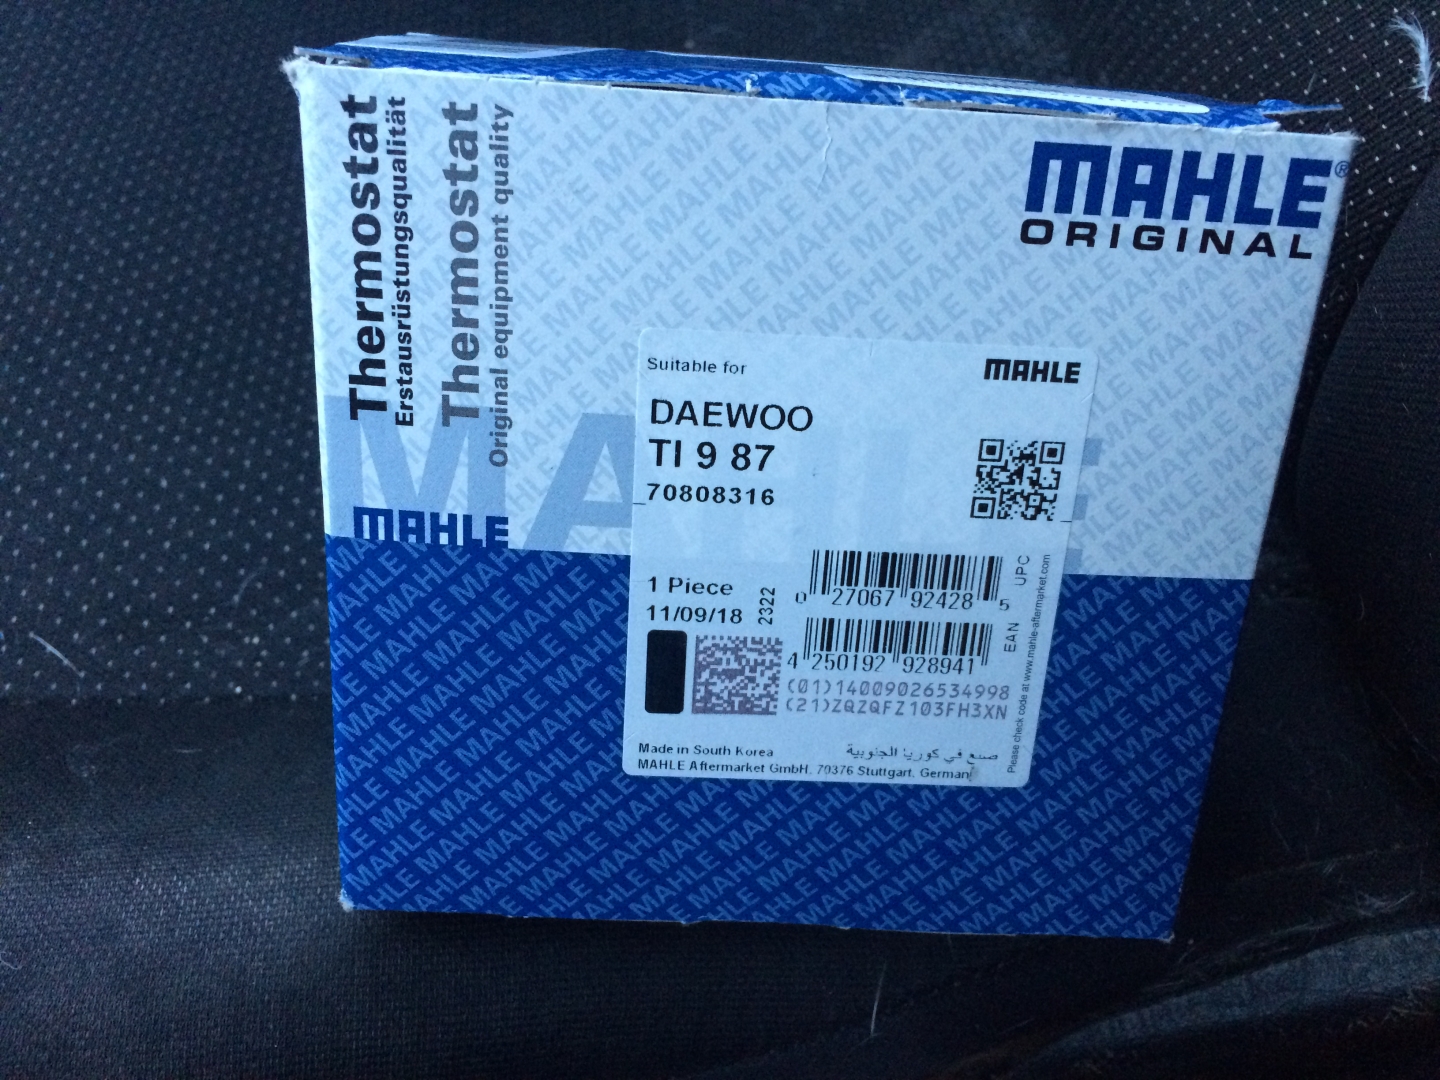 Thermostat
Erstausrüstungsqualität
Thermostat
Original equipment quality
MAHLE®
ORIGINAL
MAHLE
Suitable for
MAHLE
DAEWOO
TI 9 87
70808316
1 Piece
11/09/18
2322
0 27067 92428 5
UPC
4 250192 928941
EAN
(01)14009026534998
(21)ZQZQFZ103FH3XN
Please check code at www.mahle-aftermarket.com
Made in South Korea
صنع في كوريا الجنوبية
MAHLE Aftermarket GmbH, 70376 Stuttgart, German